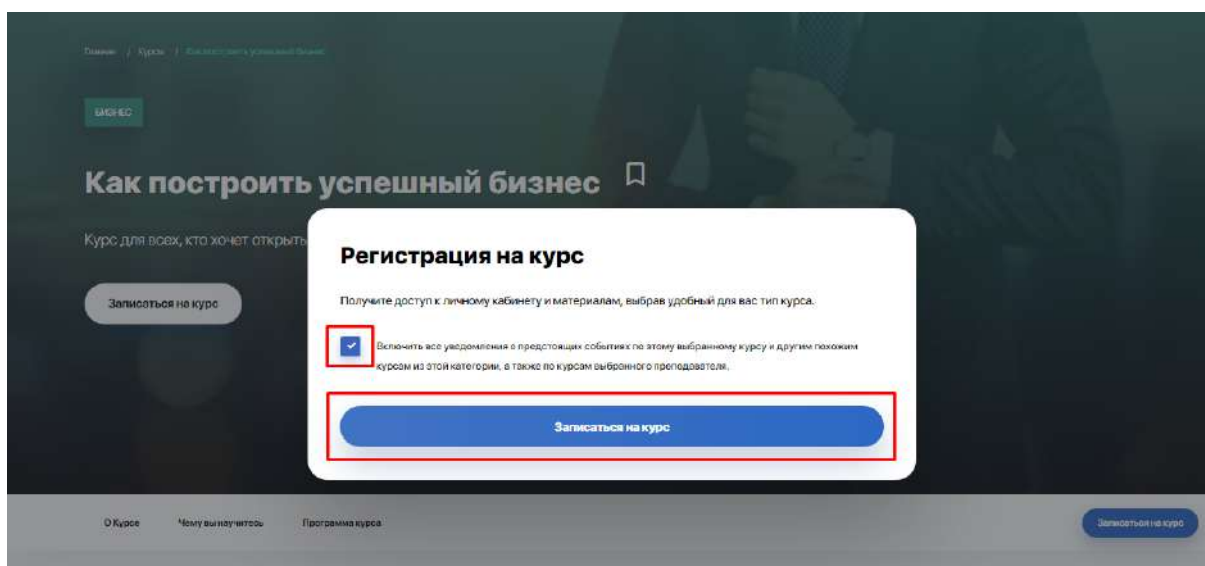 Главная / Курсы / Как построить успешный бизнес
БИЗНЕС
Как построить успешный бизнес
Курс для всех, кто хочет открыть
Записаться на курс
Регистрация на курс
Получите доступ к личному кабинету и материалам, выбрав удобный для вас тип курса.
Включить все уведомления о предстоящих событиях по этому выбранному курсу и другим похожим
курсам из этой категории, а также по курсам выбранного преподавателя.
Записаться на курс
О Курсе Чему вы научитесь Программа курса Записаться на курс